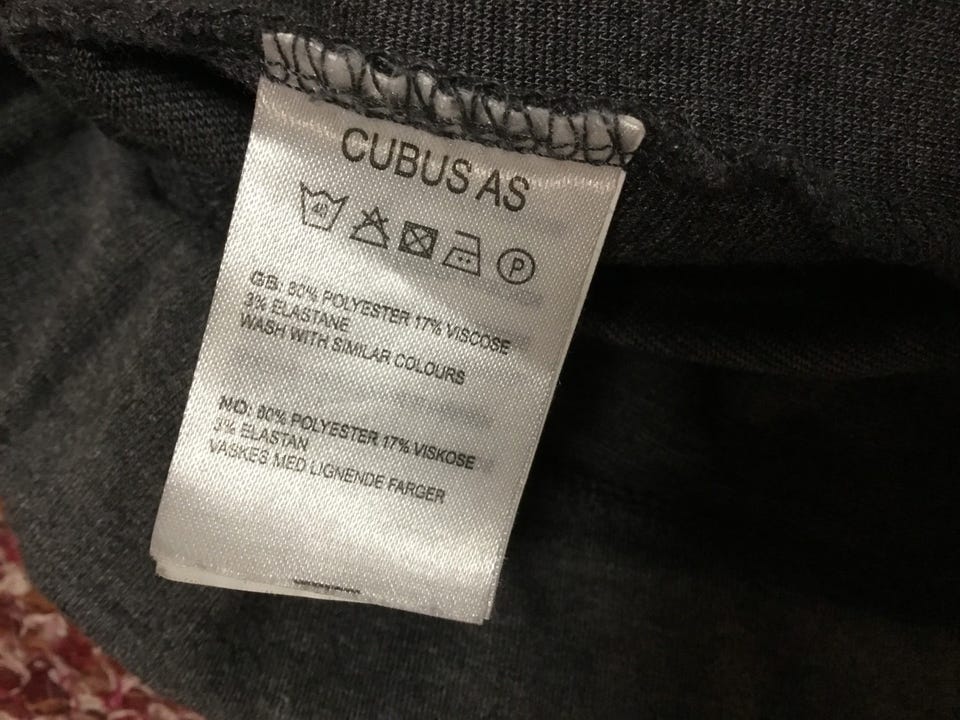 CUBUS AS
40
P
GB: 80% POLYESTER 17% VISCOSE
3% ELASTANE
WASH WITH SIMILAR COLOURS
NO: 80% POLYESTER 17% VISKOSE
3% ELASTAN
VASKES MED LIGNENDE FARGER